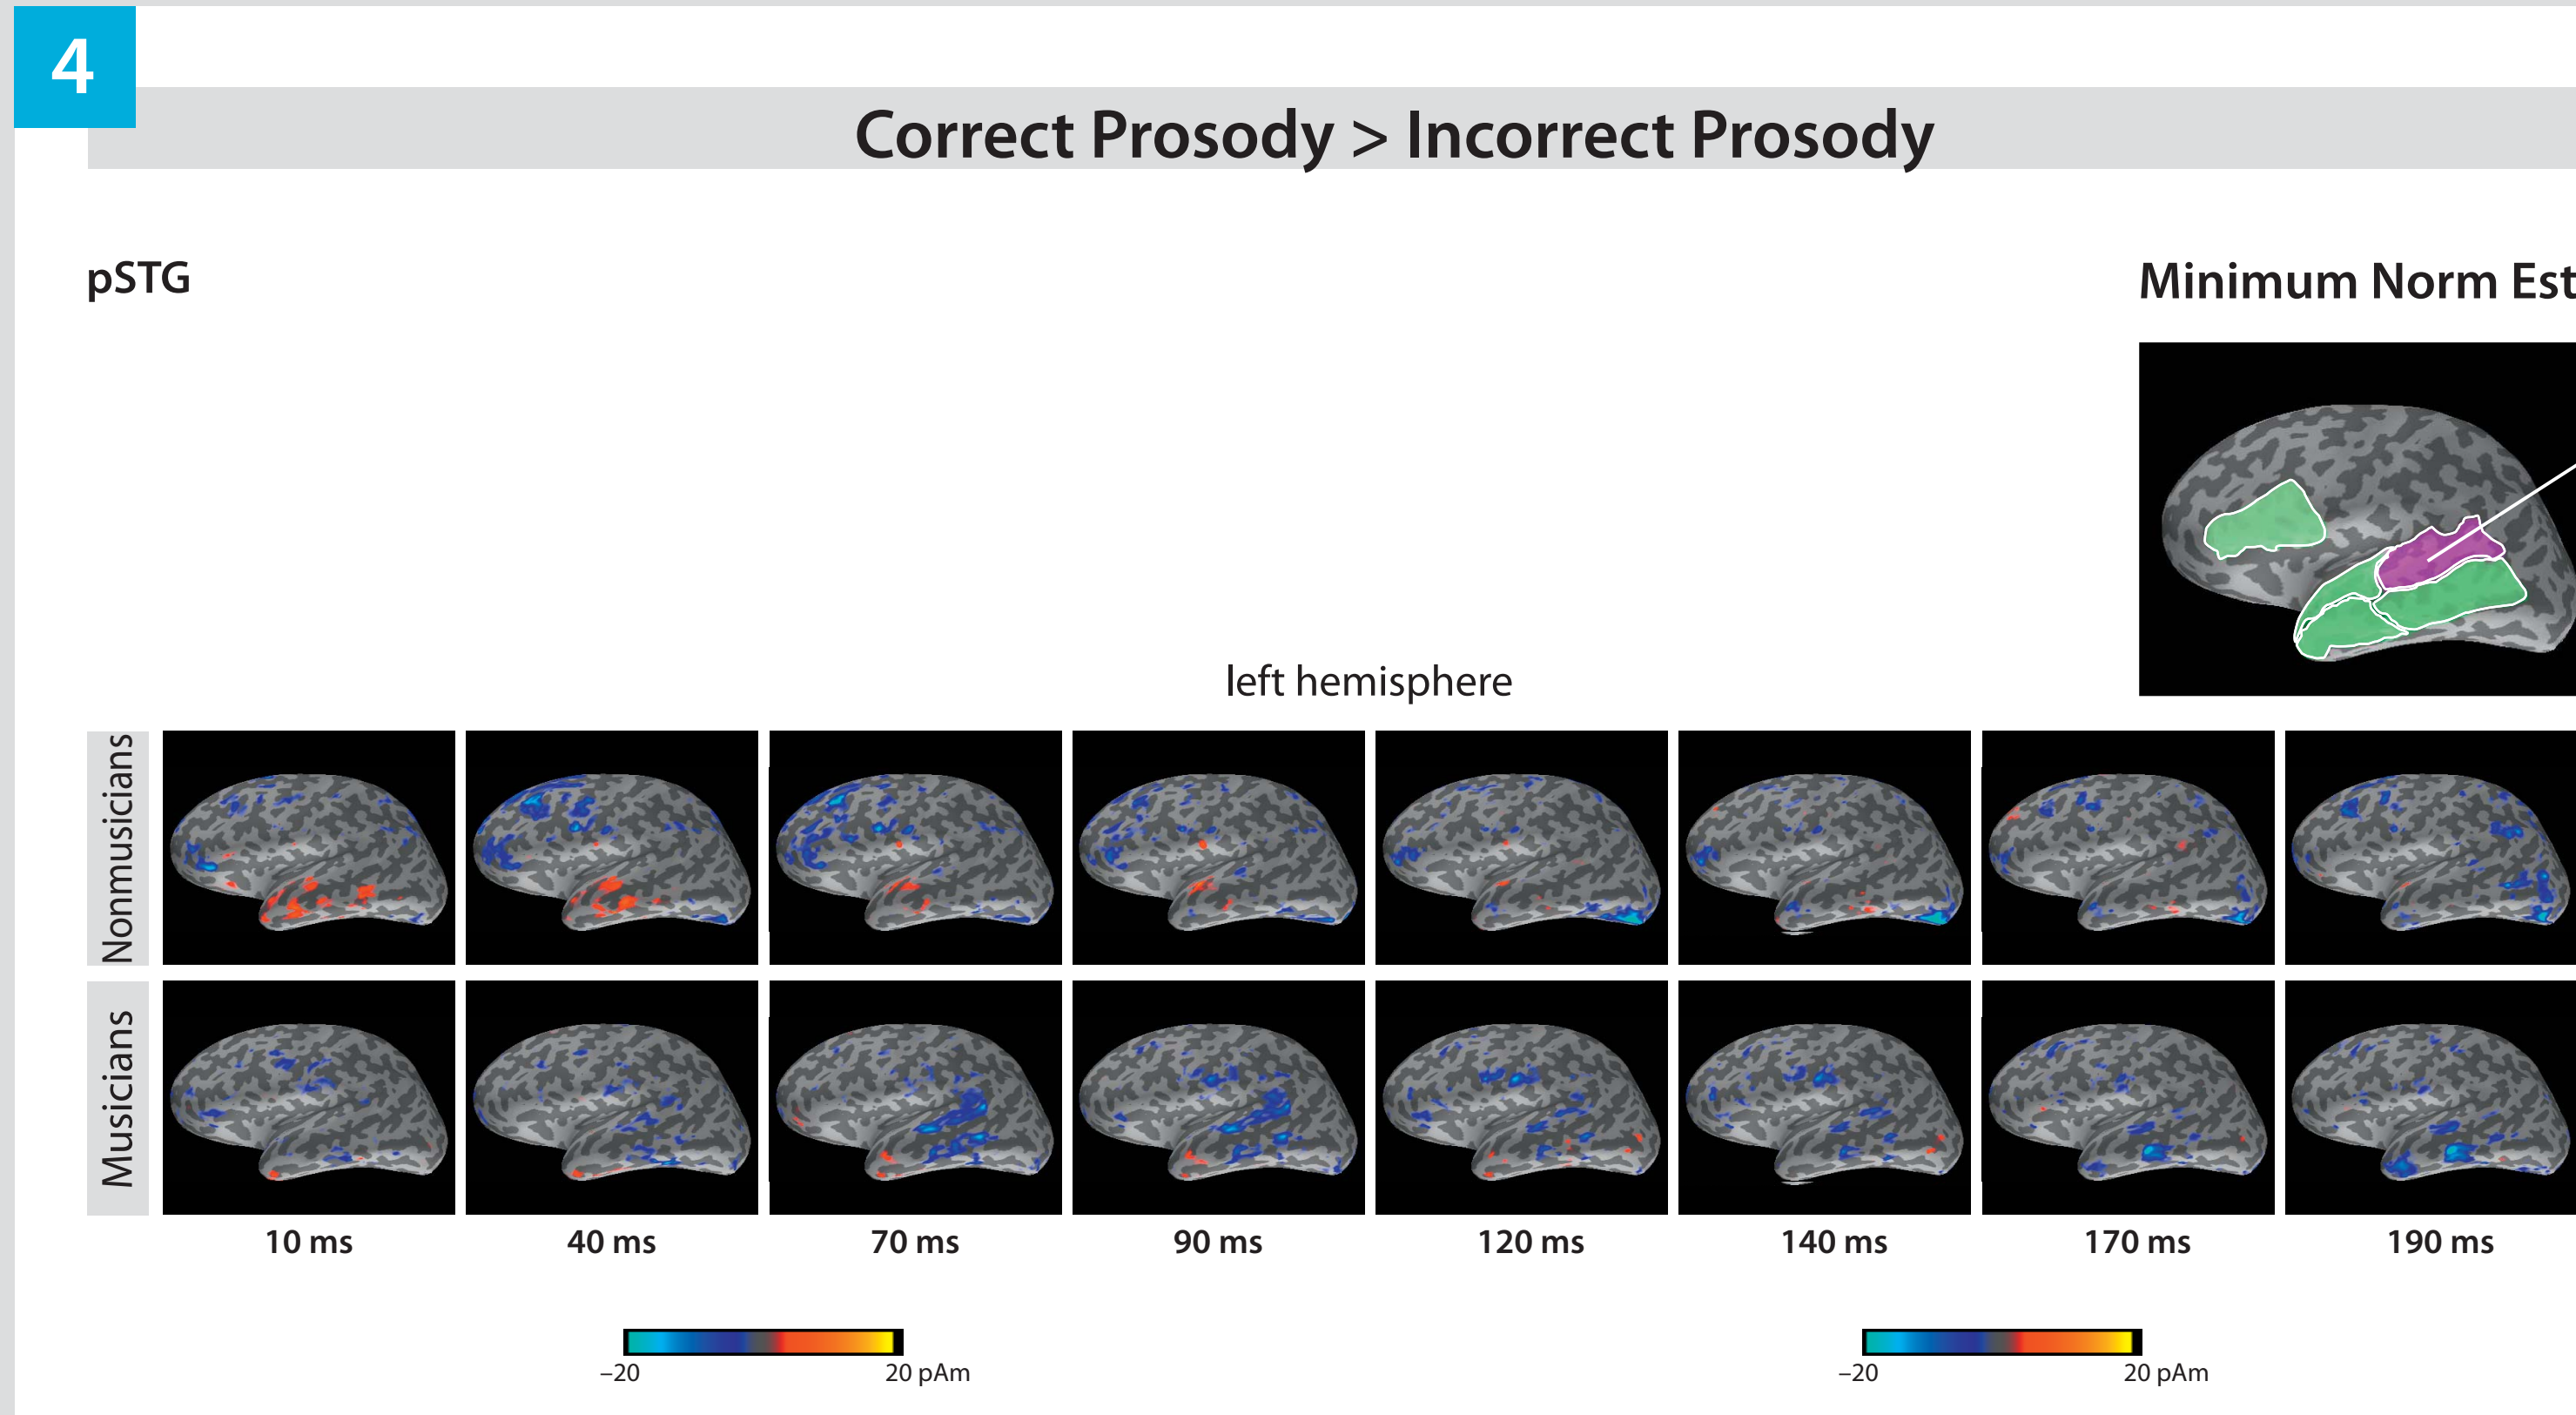 4
Correct Prosody > Incorrect Prosody
pSTG
Minimum Norm Est
left hemisphere
Nonmusicians
Musicians
10 ms 40 ms 70 ms 90 ms 120 ms 140 ms 170 ms 190 ms
–20 20 pAm –20 20 pAm